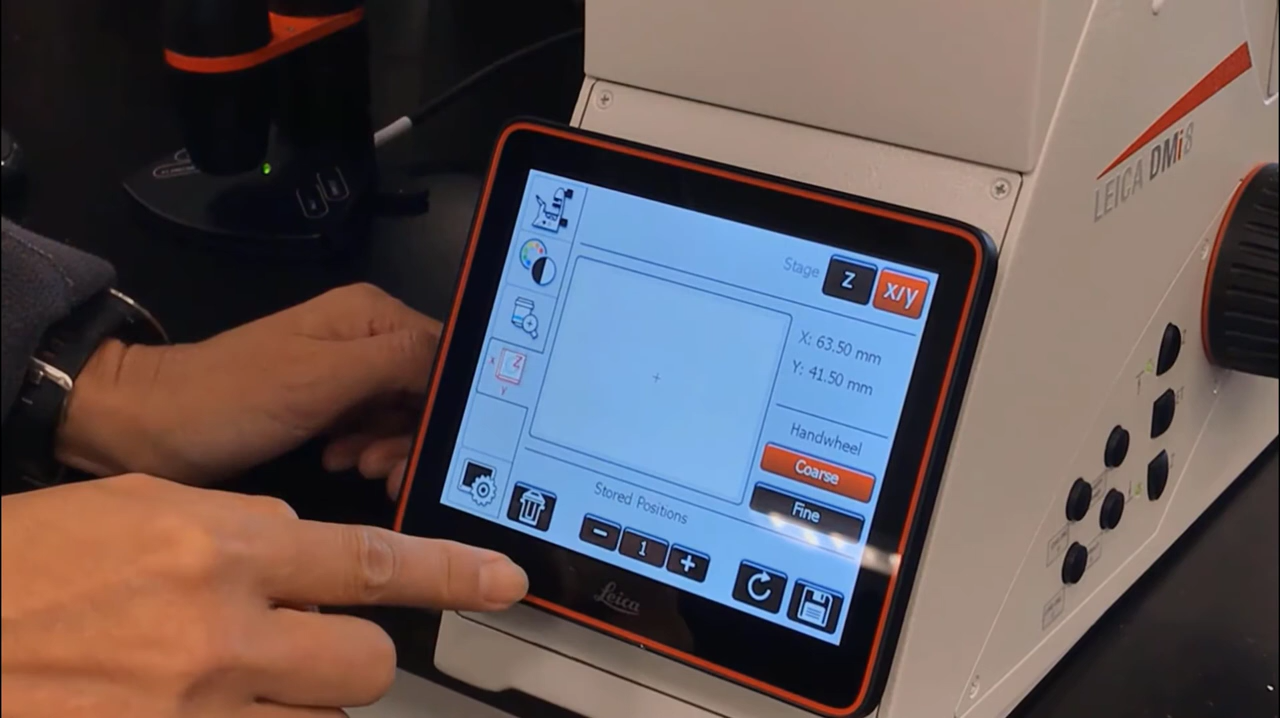 Stage
Z
X/Y
X: 63.50 mm
Y: 41.50 mm
Handwheel
Coarse
Fine
Stored Positions
1
Leica
LEICA DMi8
x
Z
y